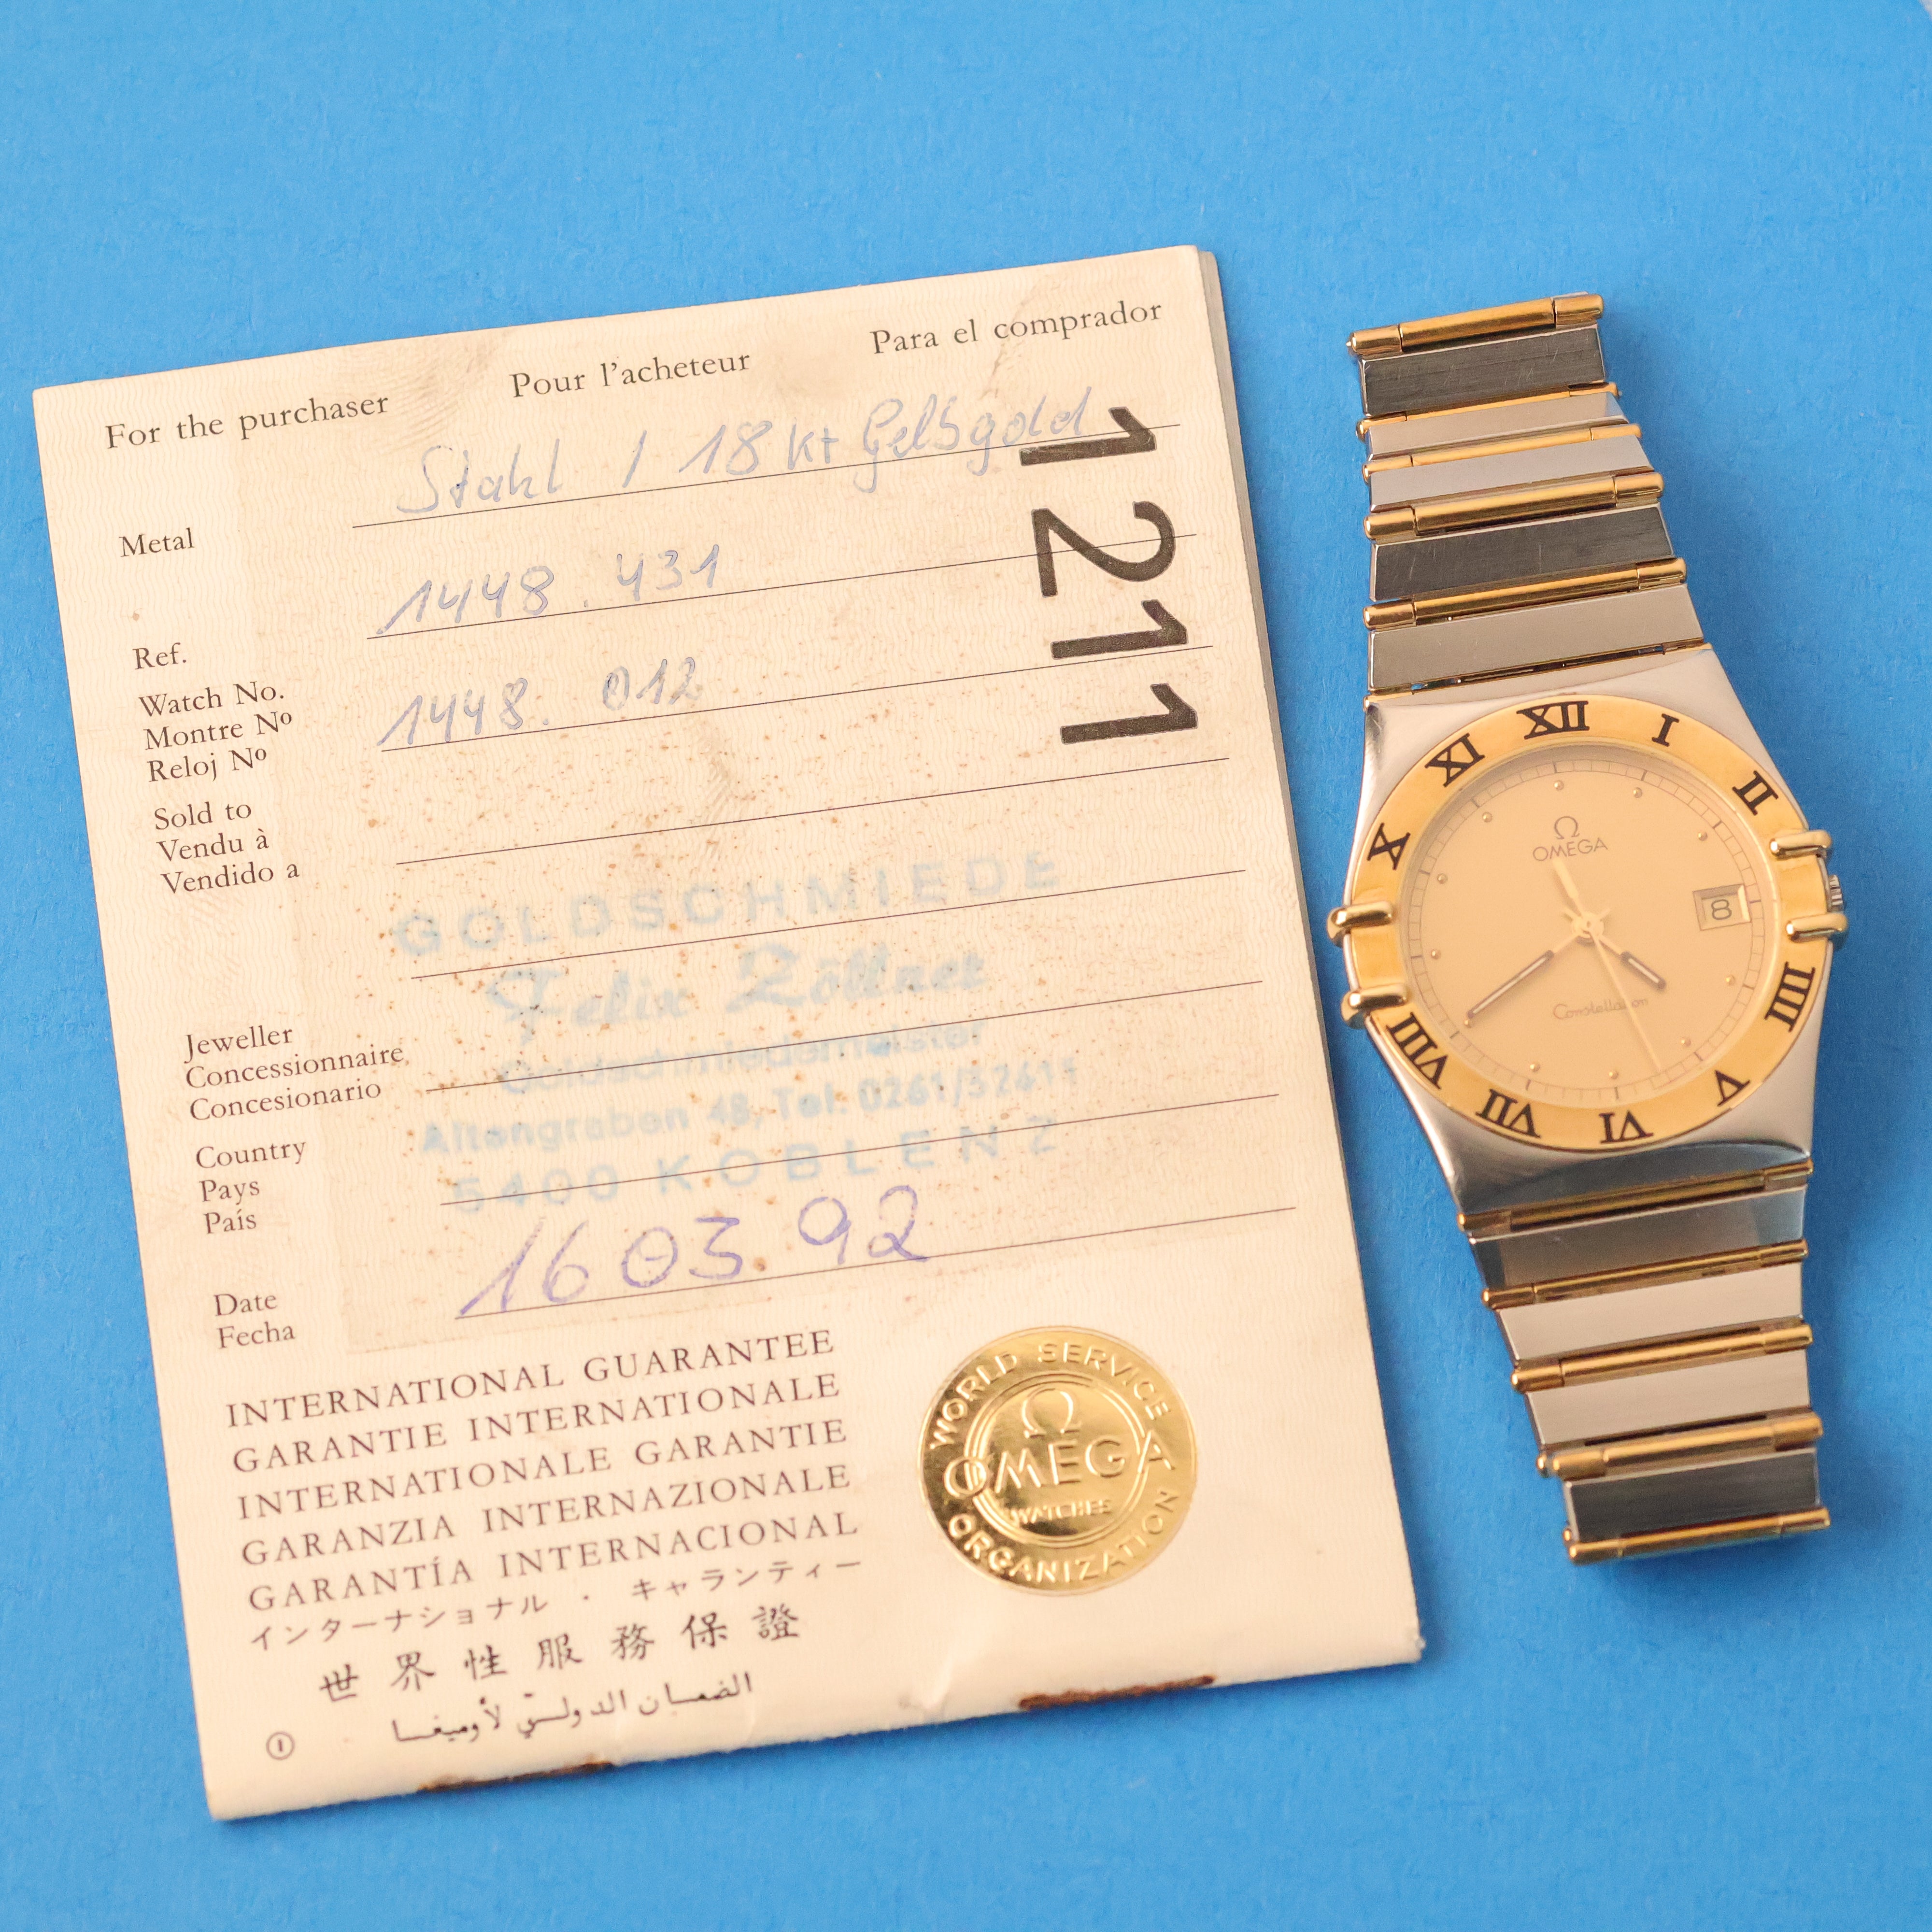 For the purchaser Pour l'acheteur Para el comprador
Metal Stahl / 18 kt Gelbgold
1211
Ref. 1448.431
Watch No.
Montre Nº 1448.012
Reloj Nº
Sold to
Vendu à
Vendido a
GOLDSCHMIEDE
Felix Zöllner
Goldschmiedemeister
Altengraben 48, Tel. 0261/
5400 KOBLENZ
Jeweller
Concessionnaire
Concesionario
Country
Pays
País
Date 16 03. 92
Fecha
INTERNATIONAL GUARANTEE
GARANTIE INTERNATIONALE
INTERNATIONALE GARANTIE
GARANZIA INTERNAZIONALE
GARANTÍA INTERNACIONAL
インターナショナル・キャランティー
世界性服務保證
الضمان الدولي لأوميغا
1
WORLD SERVICE
Ω
OMEGA
WATCHES
ORGANIZATION
XII
I
II
IIII
V
VI
VII
VIII
X
XI
Ω
OMEGA
8
Constellation